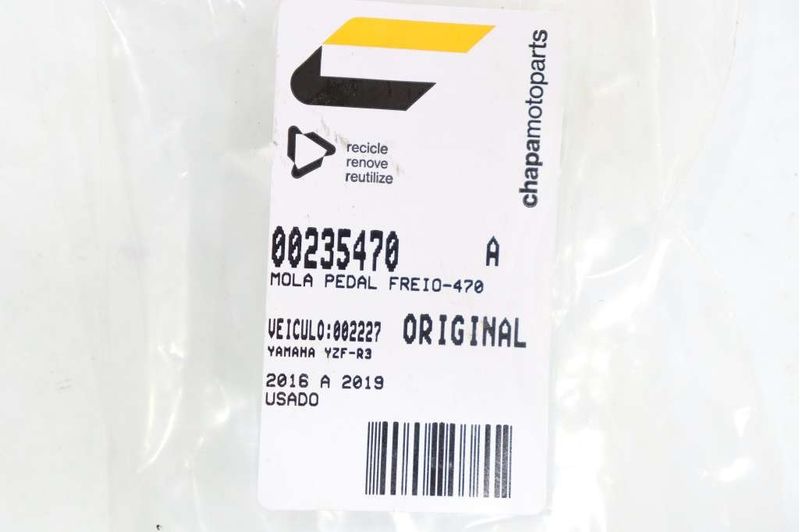 chapamotoparts
recicle
renove
reutilize
00235470 A
MOLA PEDAL FREIO-470
VEICULO:002227 ORIGINAL
YAMAHA YZF-R3
2016 A 2019
USADO